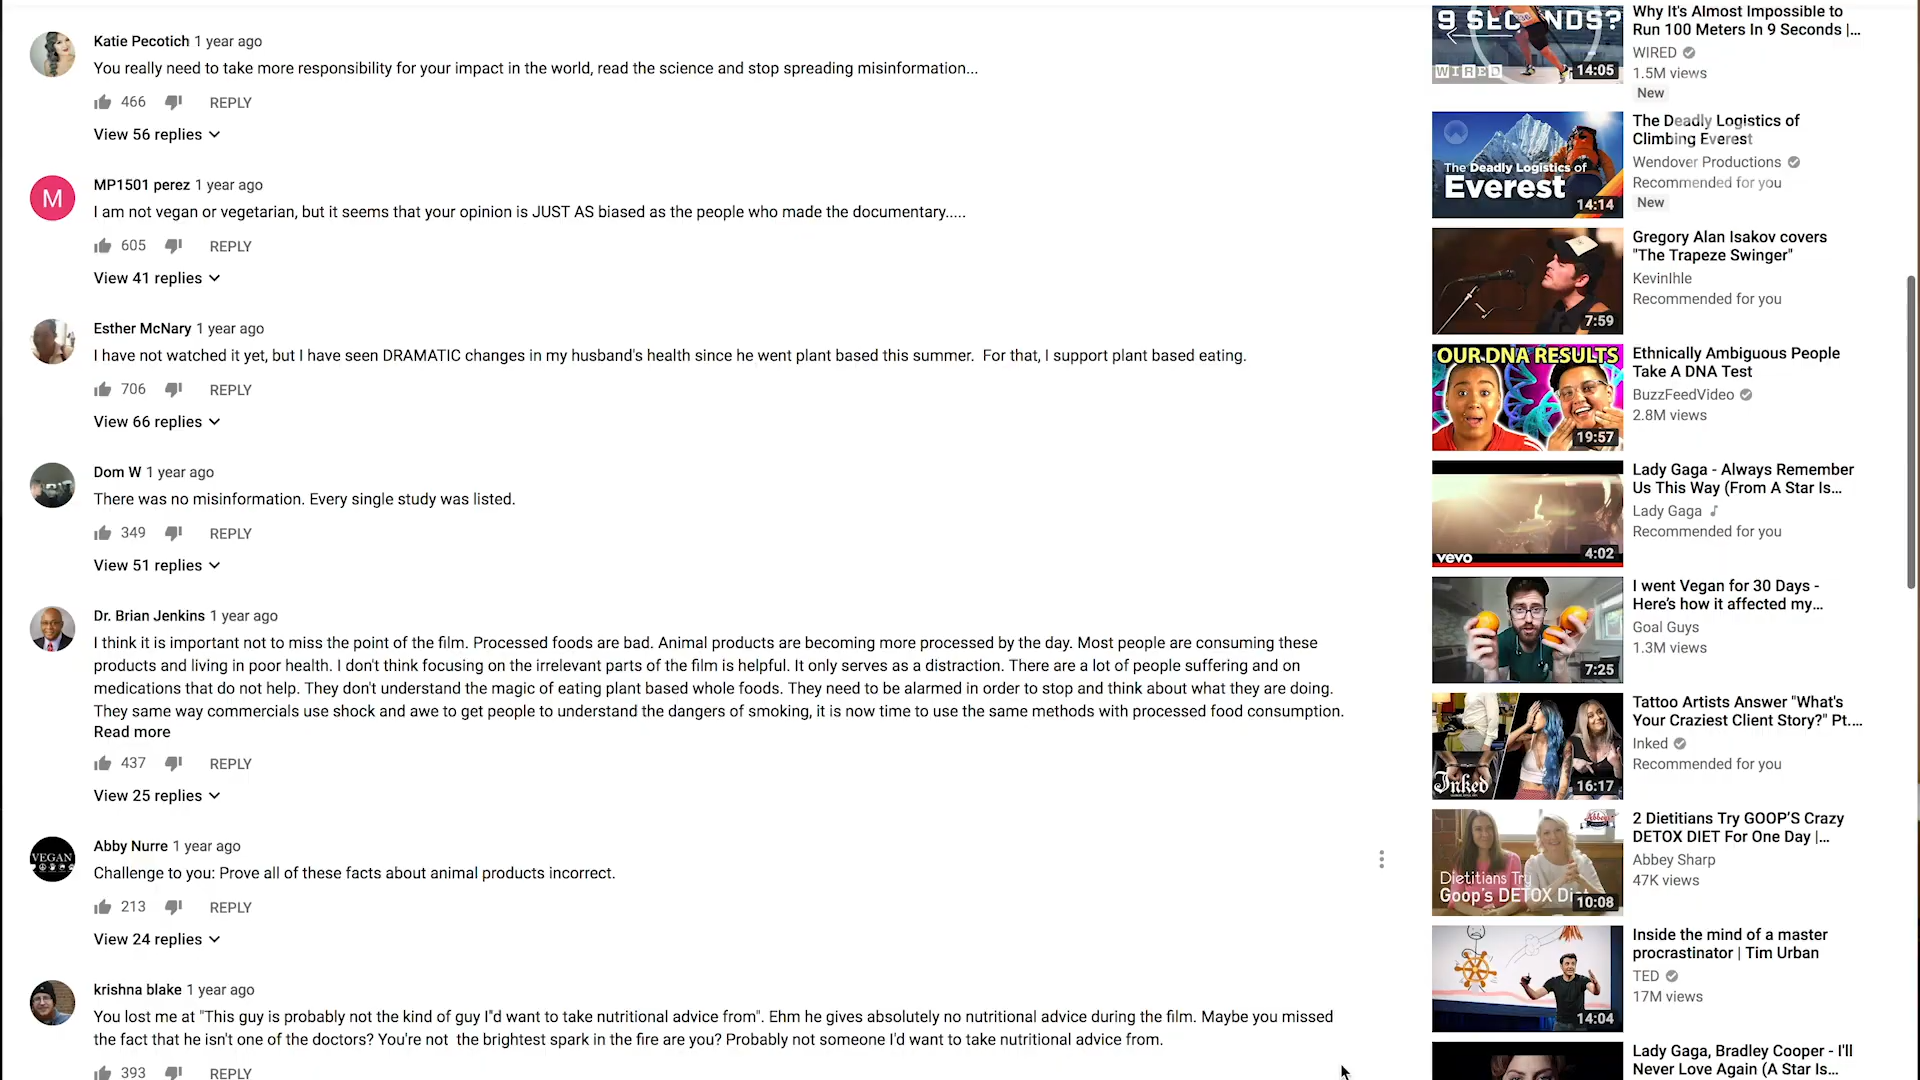 Katie Pecotich 1 year ago
You really need to take more responsibility for your impact in the world, read the science and stop spreading misinformation...
466 REPLY
View 56 replies
M
MP1501 perez 1 year ago
I am not vegan or vegetarian, but it seems that your opinion is JUST AS biased as the people who made the documentary.....
605 REPLY
View 41 replies
Esther McNary 1 year ago
I have not watched it yet, but I have seen DRAMATIC changes in my husband's health since he went plant based this summer.  For that, I support plant based eating.
706 REPLY
View 66 replies
Dom W 1 year ago
There was no misinformation. Every single study was listed.
349 REPLY
View 51 replies
Dr. Brian Jenkins 1 year ago
I think it is important not to miss the point of the film. Processed foods are bad. Animal products are becoming more processed by the day. Most people are consuming these
products and living in poor health. I don't think focusing on the irrelevant parts of the film is helpful. It only serves as a distraction. There are a lot of people suffering and on
medications that do not help. They don't understand the magic of eating plant based whole foods. They need to be alarmed in order to stop and think about what they are doing.
They same way commercials use shock and awe to get people to understand the dangers of smoking, it is now time to use the same methods with processed food consumption.
Read more
437 REPLY
View 25 replies
VEGAN
Abby Nurre 1 year ago
Challenge to you: Prove all of these facts about animal products incorrect.
213 REPLY
View 24 replies
krishna blake 1 year ago
You lost me at "This guy is probably not the kind of guy I"d want to take nutritional advice from". Ehm he gives absolutely no nutritional advice during the film. Maybe you missed
the fact that he isn't one of the doctors? You're not  the brightest spark in the fire are you? Probably not someone I'd want to take nutritional advice from.
393 REPLY
9 SECONDS?
WIRED
14:05
Why It's Almost Impossible to
Run 100 Meters In 9 Seconds |...
WIRED
1.5M views
New
The Deadly Logistics of
Everest
14:14
The Deadly Logistics of
Climbing Everest
Wendover Productions
Recommended for you
New
7:59
Gregory Alan Isakov covers
"The Trapeze Swinger"
KevinIhle
Recommended for you
OUR DNA RESULTS
19:57
Ethnically Ambiguous People
Take A DNA Test
BuzzFeedVideo
2.8M views
vevo
4:02
Lady Gaga - Always Remember
Us This Way (From A Star Is...
Lady Gaga
Recommended for you
7:25
I went Vegan for 30 Days -
Here's how it affected my...
Goal Guys
1.3M views
Inked
16:17
Tattoo Artists Answer "What's
Your Craziest Client Story?" Pt....
Inked
Recommended for you
Abbey's
Dietitians Try
Goop's DETOX Di
10:08
2 Dietitians Try GOOP'S Crazy
DETOX DIET For One Day |...
Abbey Sharp
47K views
14:04
Inside the mind of a master
procrastinator | Tim Urban
TED
17M views
Lady Gaga, Bradley Cooper - I'll
Never Love Again (A Star Is...